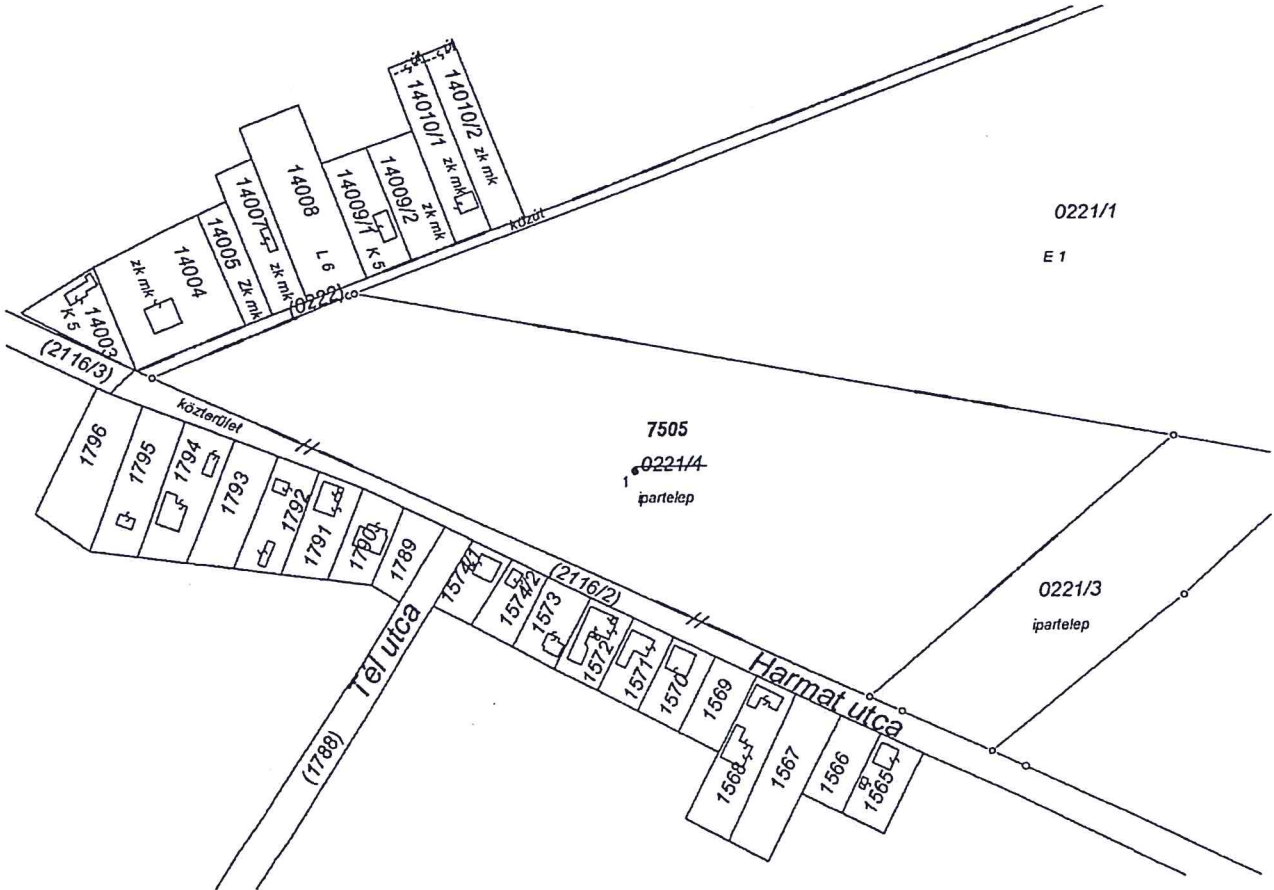 14010/2
zk mk
14010/1
zk mk
14009/2
zk mk
14009/1
K 5
14008
L 6
14007
zk mk
14005
Zk mk
14004
zk mk
14003
K 5
(0222)
közút
0221/1
E 1
(2116/3)
közterület
7505
0221/4
1
ipartelep
0221/3
ipartelep
1796
1795
1794
1793
1792
1791
1790
1789
Tél utca
(1788)
1574/1
1574/2
1573
(2116/2)
1572
1571
1570
1569
Harmat utca
1568
1567
1566
1565